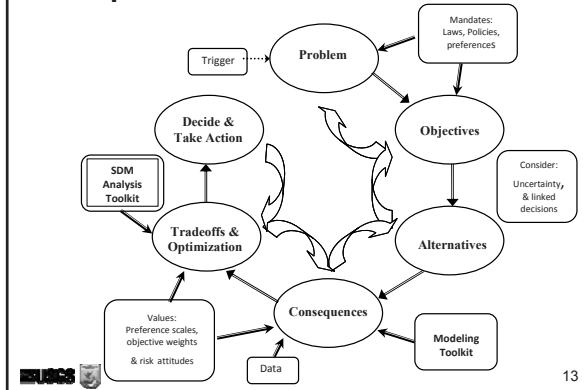 Mandates:
Laws, Policies,
preferences
Trigger
Problem
Decide &
Take Action
Objectives
SDM
Analysis
Toolkit
Consider:
Uncertainty,
& linked
decisions
Tradeoffs &
Optimization
Alternatives
Values:
Preference scales,
objective weights
& risk attitudes
Consequences
Modeling
Toolkit
Data
USGS
13